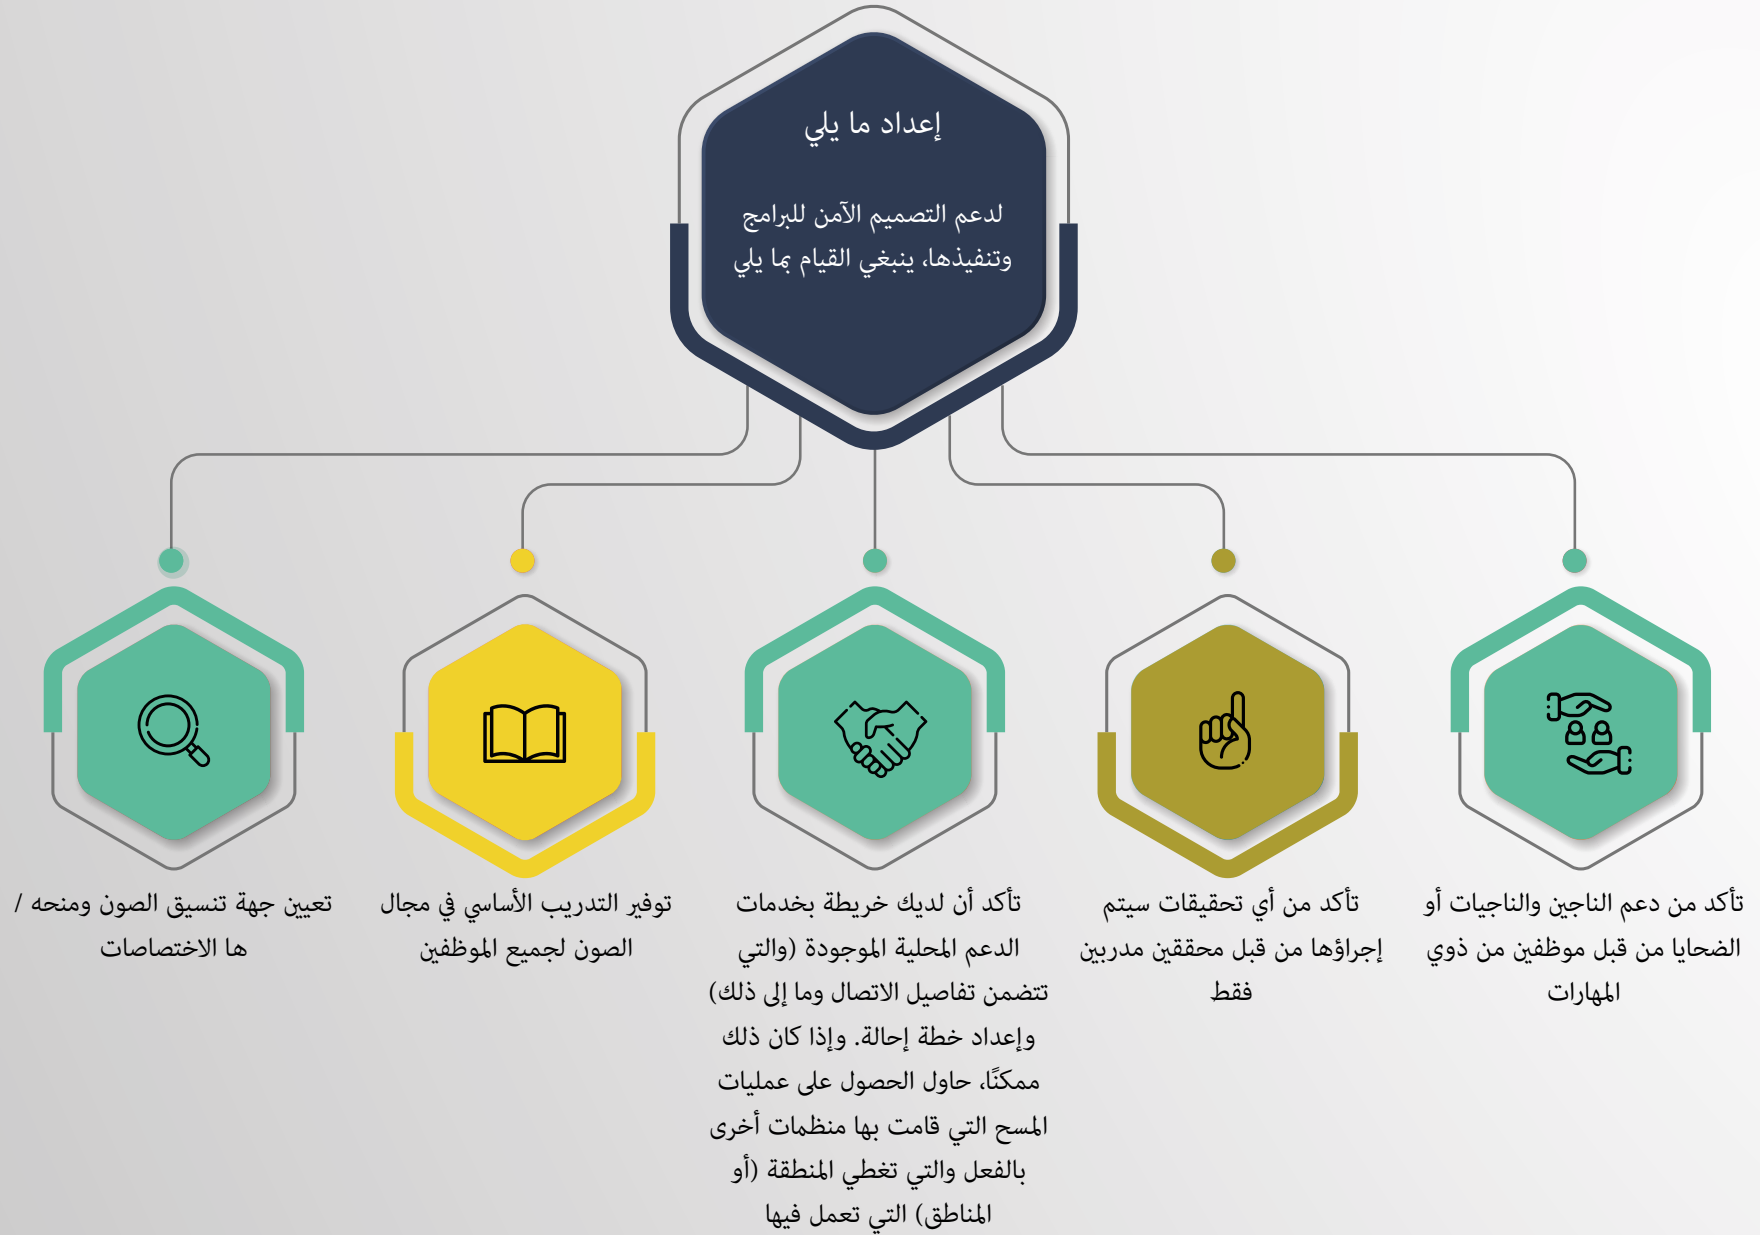 إعداد ما يلي
لدعم التصميم الآمن للبرامج
وتنفيذها، ينبغي القيام بما يلي
تأكد من دعم الناجين والناجيات أو
الضحايا من قبل موظفين من ذوي
المهارات
تأكد من أي تحقيقات سيتم
إجراؤها من قبل محققين مدربين
فقط
تأكد أن لديك خريطة بخدمات
الدعم المحلية الموجودة (والتي
تتضمن تفاصيل الاتصال وما إلى ذلك)
وإعداد خطة إحالة. وإذا كان ذلك
ممكنًا، حاول الحصول على عمليات
المسح التي قامت بها منظمات أخرى
بالفعل والتي تغطي المنطقة (أو
المناطق) التي تعمل فيها
توفير التدريب الأساسي في مجال
الصون لجميع الموظفين
تعيين جهة تنسيق الصون ومنحه /
ها الاختصاصات